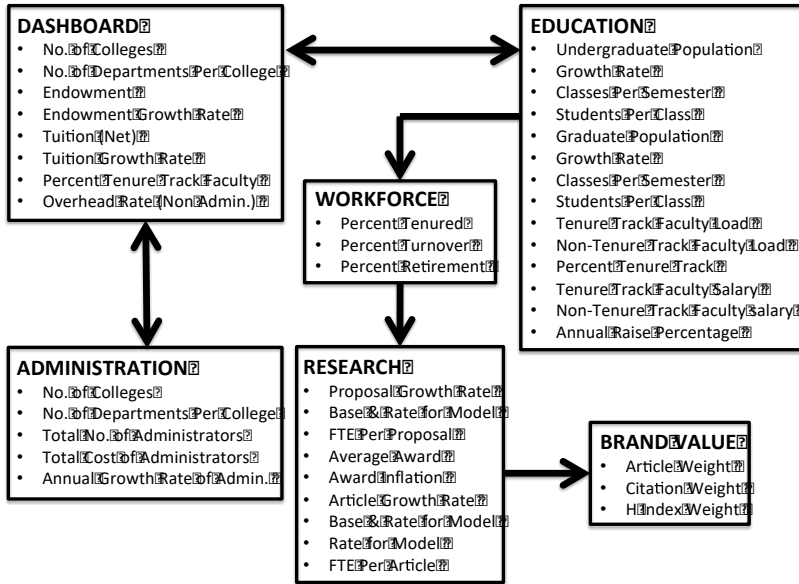 DASHBOARD
• No. of Colleges
• No. of Departments Per College
• Endowment
• Endowment Growth Rate
• Tuition (Net)
• Tuition Growth Rate
• Percent Tenure Track Faculty
• Overhead Rate (Non Admin.)
EDUCATION
• Undergraduate Population
• Growth Rate
• Classes Per Semester
• Students Per Class
• Graduate Population
• Growth Rate
• Classes Per Semester
• Students Per Class
• Tenure Track Faculty Load
• Non-Tenure Track Faculty Load
• Percent Tenure Track
• Tenure Track Faculty Salary
• Non-Tenure Track Faculty salary
• Annual Raise Percentage
WORKFORCE
• Percent Tenured
• Percent Turnover
• Percent Retirement
ADMINISTRATION
• No. of Colleges
• No. of Departments Per College
• Total No. of Administrators
• Total Cost of Administrators
• Annual Growth Rate of Admin.
RESEARCH
• Proposal Growth Rate
• Base & Rate for Model
• FTE Per Proposal
• Average Award
• Award Inflation
• Article Growth Rate
• Base & Rate for Model
• Rate for Model
• FTE Per Article
BRAND VALUE
• Article Weight
• Citation Weight
• H Index Weight